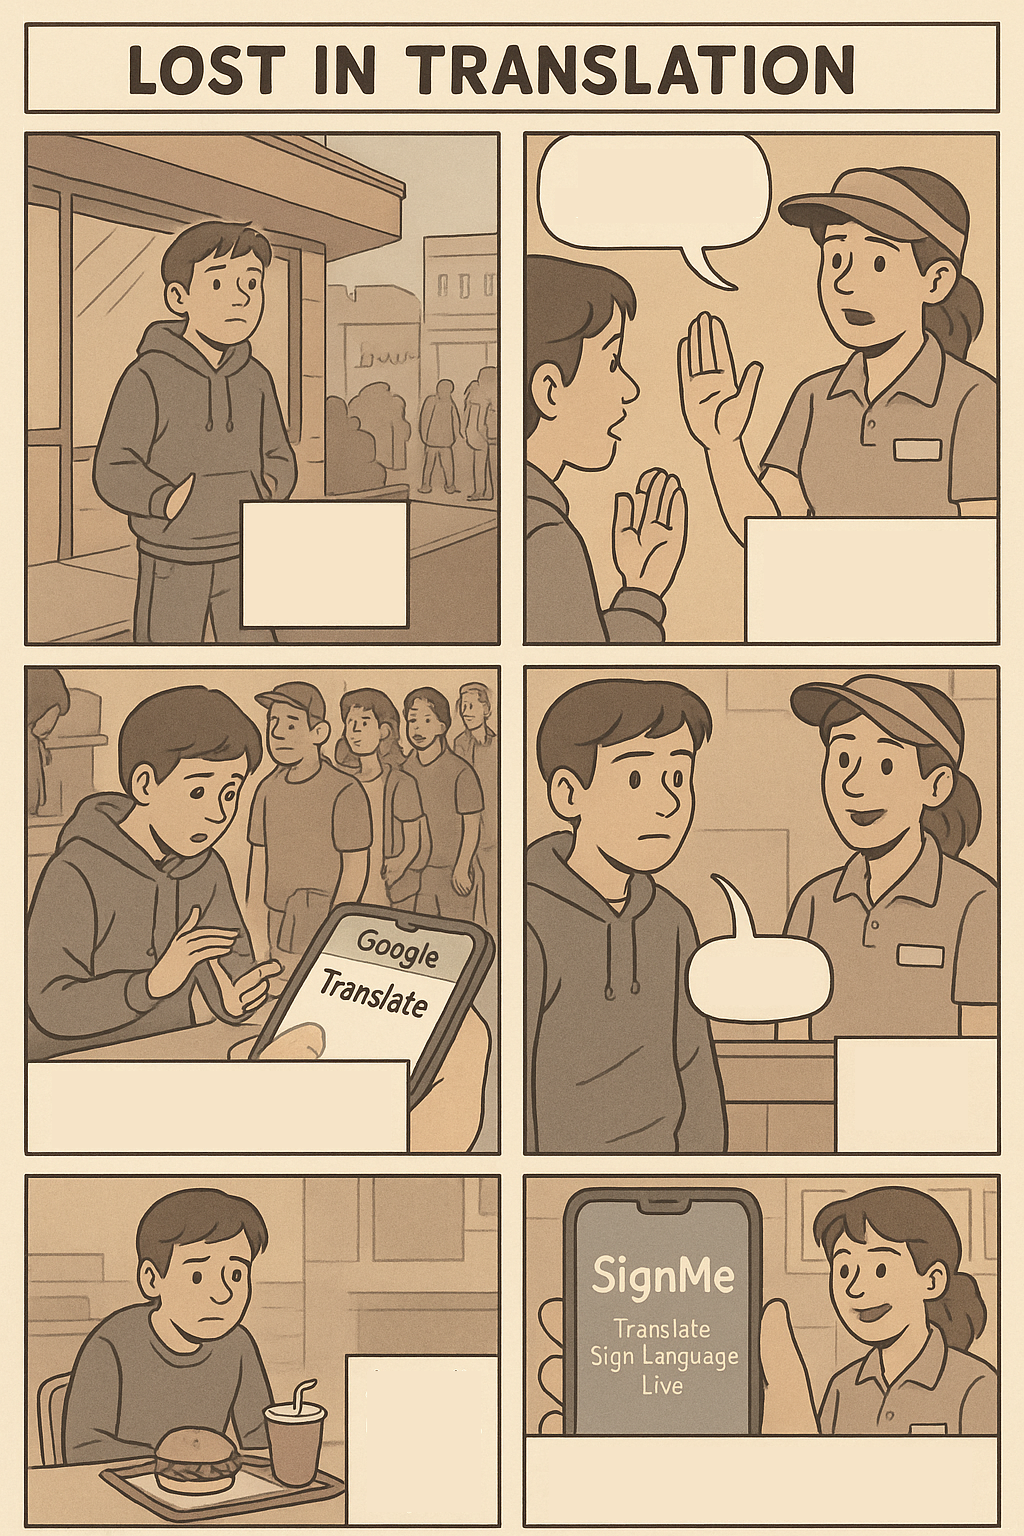 LOST IN TRANSLATION
Google
Translate
SignMe
Translate
Sign Language
Live